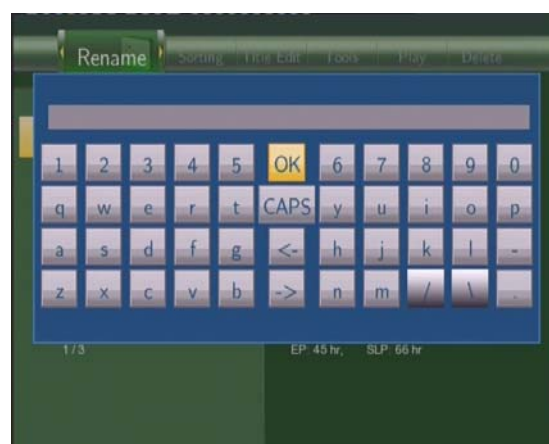 Rename Sorting Title Edit Tools Play Delete
1 2 3 4 5 OK 6 7 8 9 0
q w e r t CAPS y u i o p
a s d f g <- h j k l -
z x c v b -> n m / \ .
1/3 EP: 45 hr, SLP: 66 hr